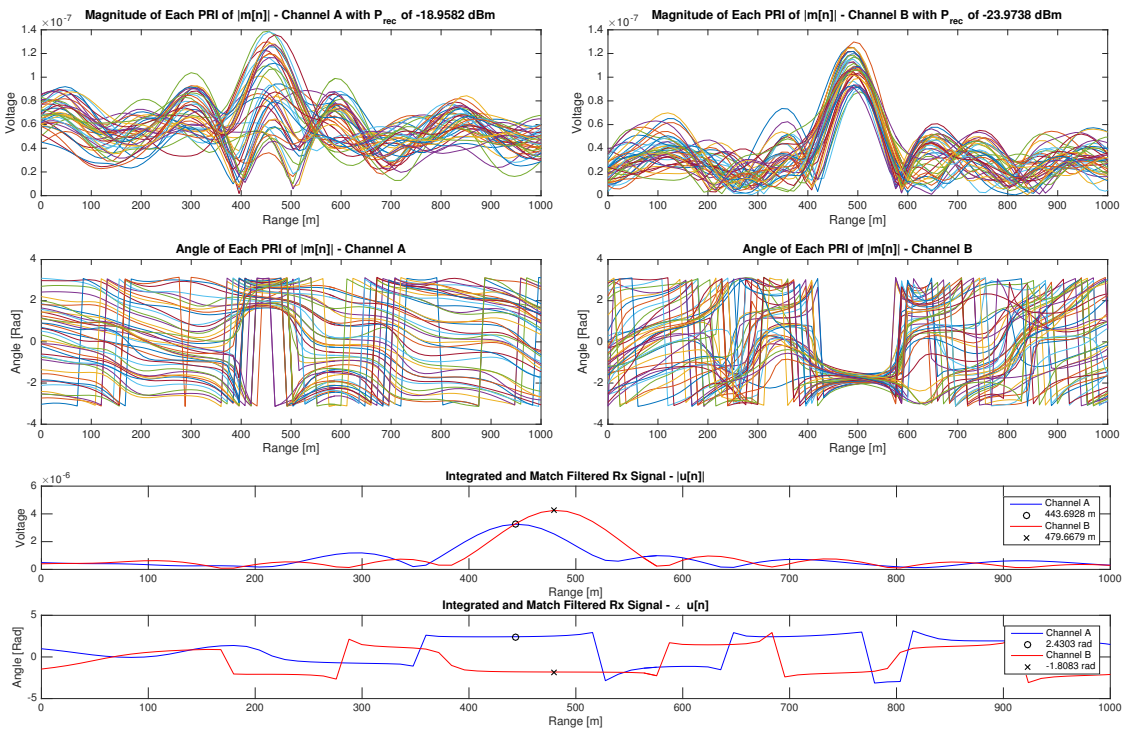 Magnitude of Each PRI of |m[n]| - Channel A with P_rec of -18.9582 dBm
×10^-7
1.4
1.2
1
0.8
0.6
0.4
0.2
0
Voltage
0 100 200 300 400 500 600 700 800 900 1000
Range [m]
Magnitude of Each PRI of |m[n]| - Channel B with P_rec of -23.9738 dBm
×10^-7
1.4
1.2
1
0.8
0.6
0.4
0.2
0
Voltage
0 100 200 300 400 500 600 700 800 900 1000
Range [m]
Angle of Each PRI of |m[n]| - Channel A
4
2
0
-2
-4
Angle [Rad]
0 100 200 300 400 500 600 700 800 900 1000
Range [m]
Angle of Each PRI of |m[n]| - Channel B
4
2
0
-2
-4
Angle [Rad]
0 100 200 300 400 500 600 700 800 900 1000
Range [m]
Integrated and Match Filtered Rx Signal - |u[n]|
×10^-6
6
4
2
0
Voltage
Channel A
443.6928 m
Channel B
479.6679 m
0 100 200 300 400 500 600 700 800 900 1000
Range [m]
Integrated and Match Filtered Rx Signal - ∠ u[n]
5
0
-5
Angle [Rad]
Channel A
2.4303 rad
Channel B
-1.8083 rad
0 100 200 300 400 500 600 700 800 900 1000
Range [m]